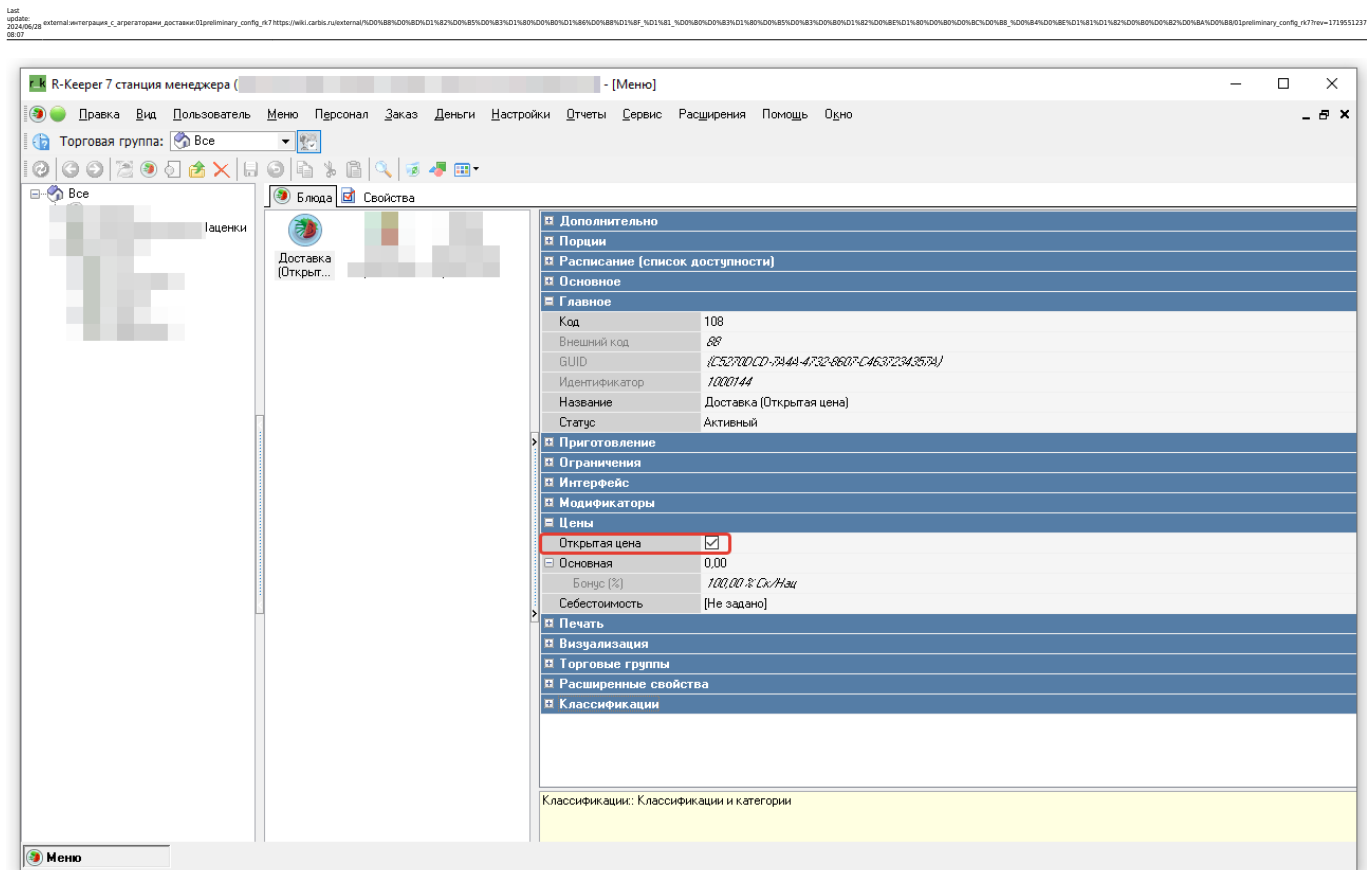 Last
update:
2024/06/28
08:07
external:интеграция_с_агрегаторами_доставки:01preliminary_config_rk7 https://wiki.carbis.ru/external/%D0%B8%D0%BD%D1%82%D0%B5%D0%B3%D1%80%D0%B0%D1%86%D0%B8%D1%8F_%D1%81_%D0%B0%D0%B3%D1%80%D0%B5%D0%B3%D0%B0%D1%82%D0%BE%D1%80%D0%B0%D0%BC%D0%B8_%D0%B4%D0%BE%D1%81%D1%82%D0%B0%D0%B2%D0%BA%D0%B8/01preliminary_config_rk7?rev=1719551237
r_k R-Keeper 7 станция менеджера ( - [Меню]
Правка Вид Пользователь Меню Персонал Заказ Деньги Настройки Отчеты Сервис Расширения Помощь Окно
Торговая группа: Все
Все
Блюда Свойства
Доставка
(Открыт...
Дополнительно
Порции
Расписание (список доступности)
Основное
Главное
Код 108
Внешний код 88
GUID {C5270DCD-7A4A-4732-8607-C4637234357A}
Идентификатор 1000144
Название Доставка (Открытая цена)
Статус Активный
Приготовление
Ограничения
Интерфейс
Модификаторы
Цены
Открытая цена
Основная 0,00
Бонус (%) 100,00 % Ск/Нац
Себестоимость [Не задано]
Печать
Визуализация
Торговые группы
Расширенные свойства
Классификации
Классификации:: Классификации и категории
Меню